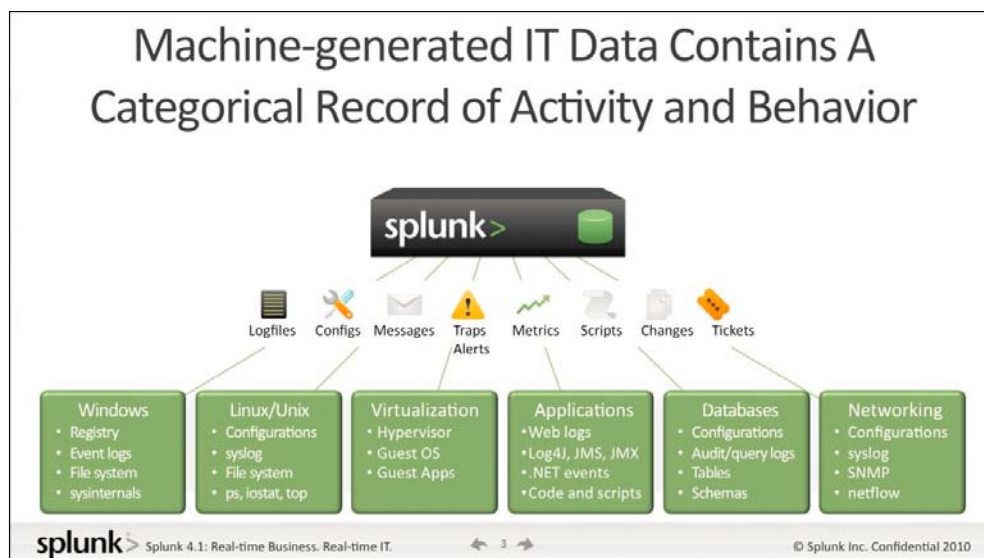 Machine-generated IT Data Contains A
Categorical Record of Activity and Behavior
splunk>
Logfiles
Configs
Messages
Traps
Alerts
Metrics
Scripts
Changes
Tickets
Windows
• Registry
• Event logs
• File system
• sysinternals
Linux/Unix
• Configurations
• syslog
• File system
• ps, iostat, top
Virtualization
• Hypervisor
• Guest OS
• Guest Apps
Applications
• Web logs
• Log4J, JMS, JMX
• .NET events
• Code and scripts
Databases
• Configurations
• Audit/query logs
• Tables
• Schemas
Networking
• Configurations
• syslog
• SNMP
• netflow
splunk> Splunk 4.1: Real-time Business. Real-time IT.
3
© Splunk Inc. Confidential 2010